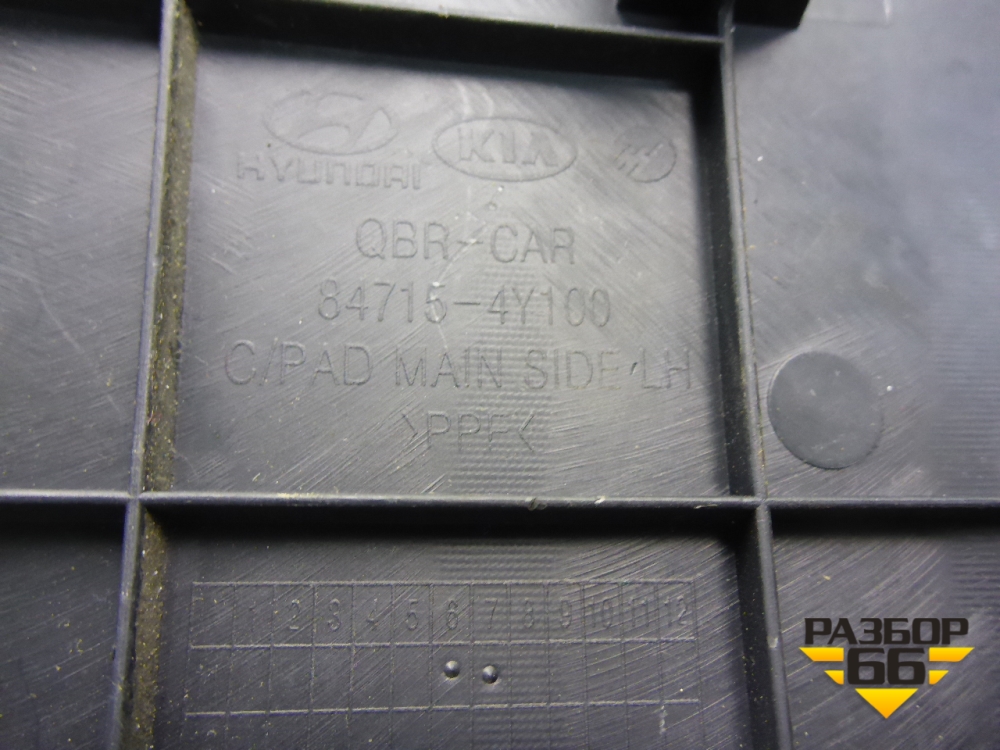 HYUNDAI KIA
QBR-CAR
84715-4Y100
C/PAD MAIN SIDE, LH
>PPF<
1 2 3 4 5 6 7 8 9 10 11 12
РАЗБОР
66